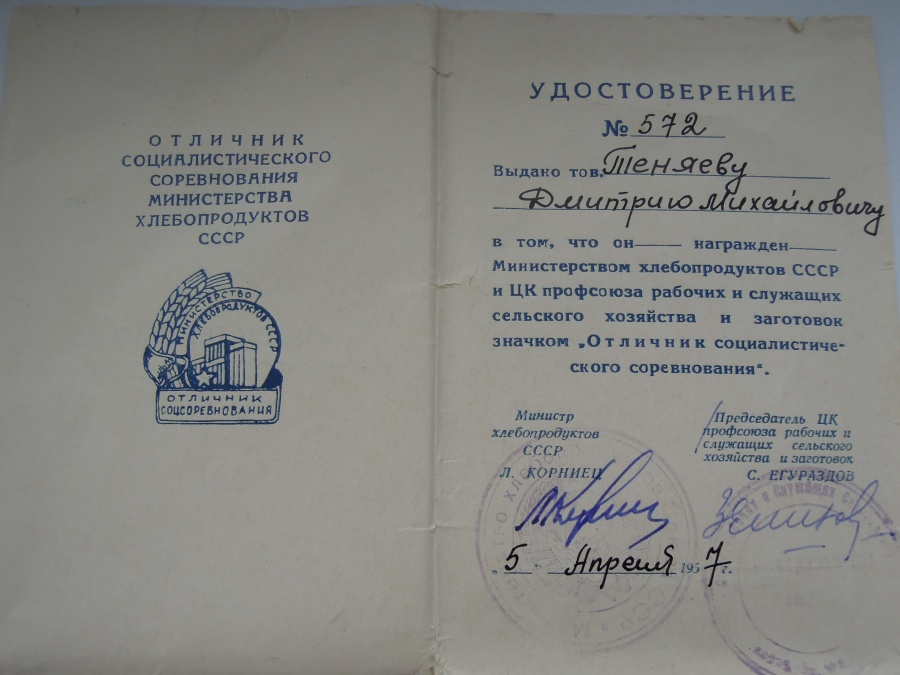 ОТЛИЧНИК
СОЦИАЛИСТИЧЕСКОГО
СОРЕВНОВАНИЯ
МИНИСТЕРСТВА
ХЛЕБОПРОДУКТОВ
СССР
МИНИСТЕРСТВО
ХЛЕБОПРОДУКТОВ СССР
ОТЛИЧНИК
СОЦСОРЕВНОВАНИЯ
УДОСТОВЕРЕНИЕ
№ 572
Выдано тов. Теняеву
Дмитрию Михайловичу
в том, что он награжден
Министерством хлебопродуктов СССР
и ЦК профсоюза рабочих и служащих
сельского хозяйства и заготовок
значком „Отличник социалистиче-
ского соревнования“.
Министр
хлебопродуктов
СССР
Л. КОРНИЕЦ
Председатель ЦК
профсоюза рабочих и
служащих сельского
хозяйства и заготовок
С. ЕГУРАЗДОВ
„5 Апреля 1957 г.